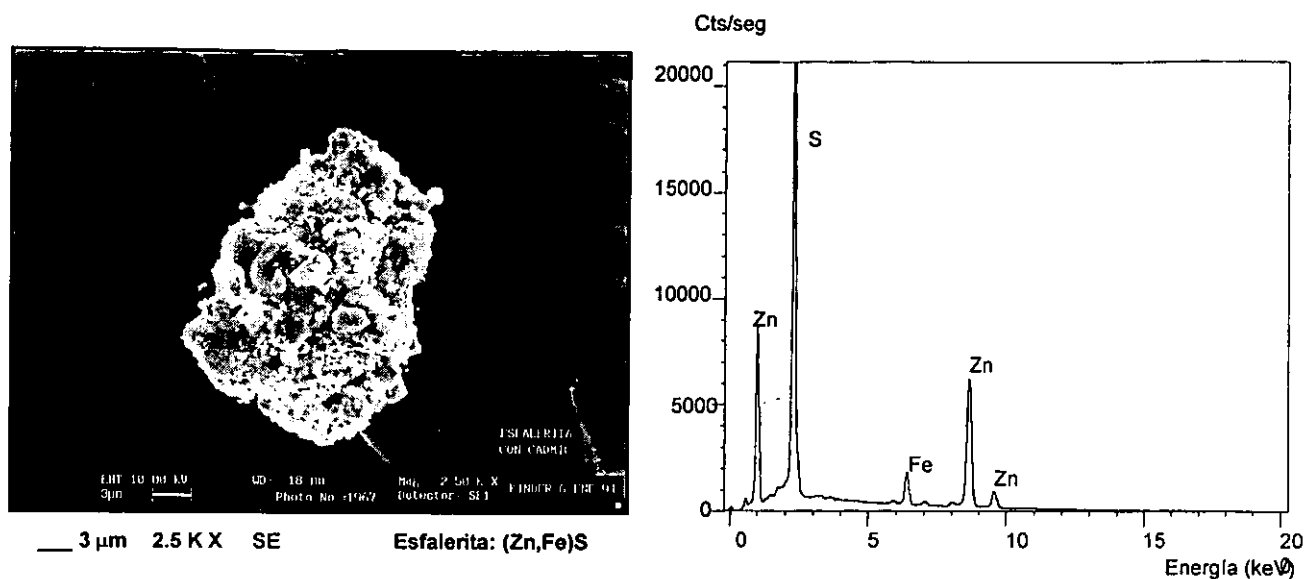 Cts/seg
20000
S
15000
10000
Zn
Zn
5000
Fe
Zn
0
0 5 10 15 20
Energía (keV)
ESFALERITA
CON CADMIO
EHT 10.00 kV WD- 18 mm Mag. 2.50 K X
3µm Photo No.=1967 Detector- SE1
3 µm 2.5 K X SE Esfalerita: (Zn,Fe)S